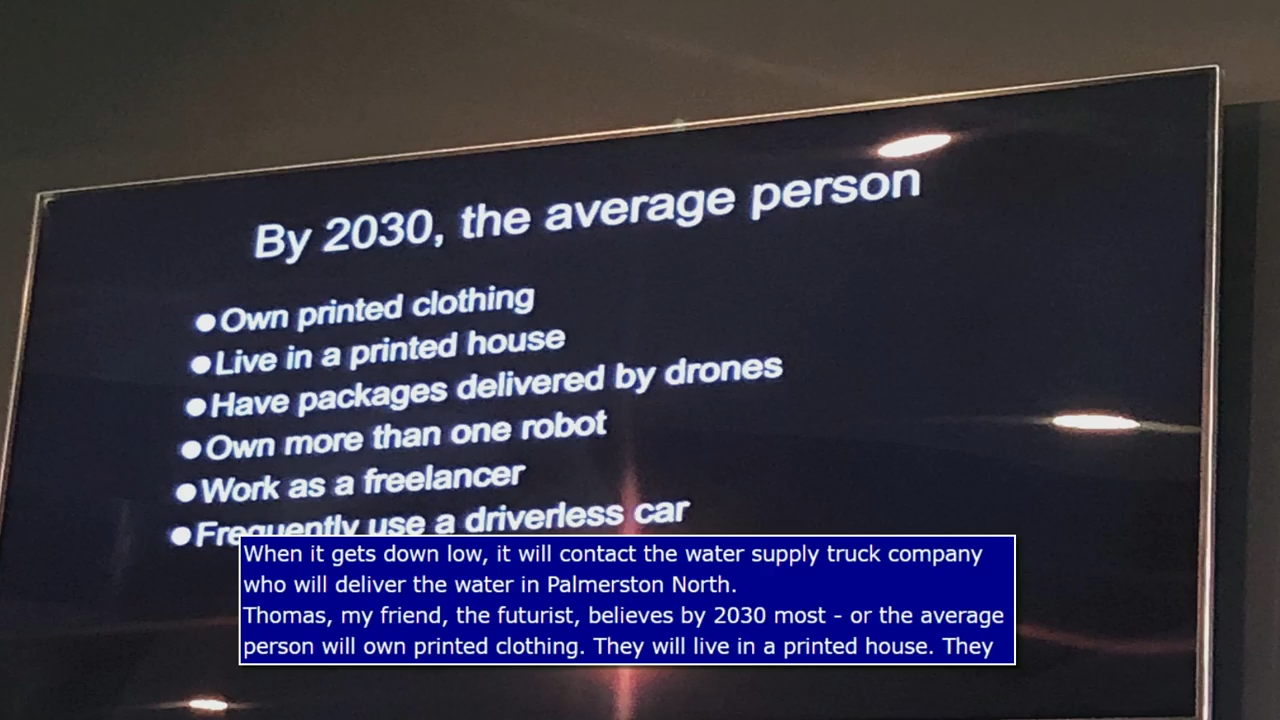 By 2030, the average person
●Own printed clothing
●Live in a printed house
●Have packages delivered by drones
●Own more than one robot
●Work as a freelancer
●Frequently use a driverless car
When it gets down low, it will contact the water supply truck company
who will deliver the water in Palmerston North.
Thomas, my friend, the futurist, believes by 2030 most - or the average
person will own printed clothing. They will live in a printed house. They